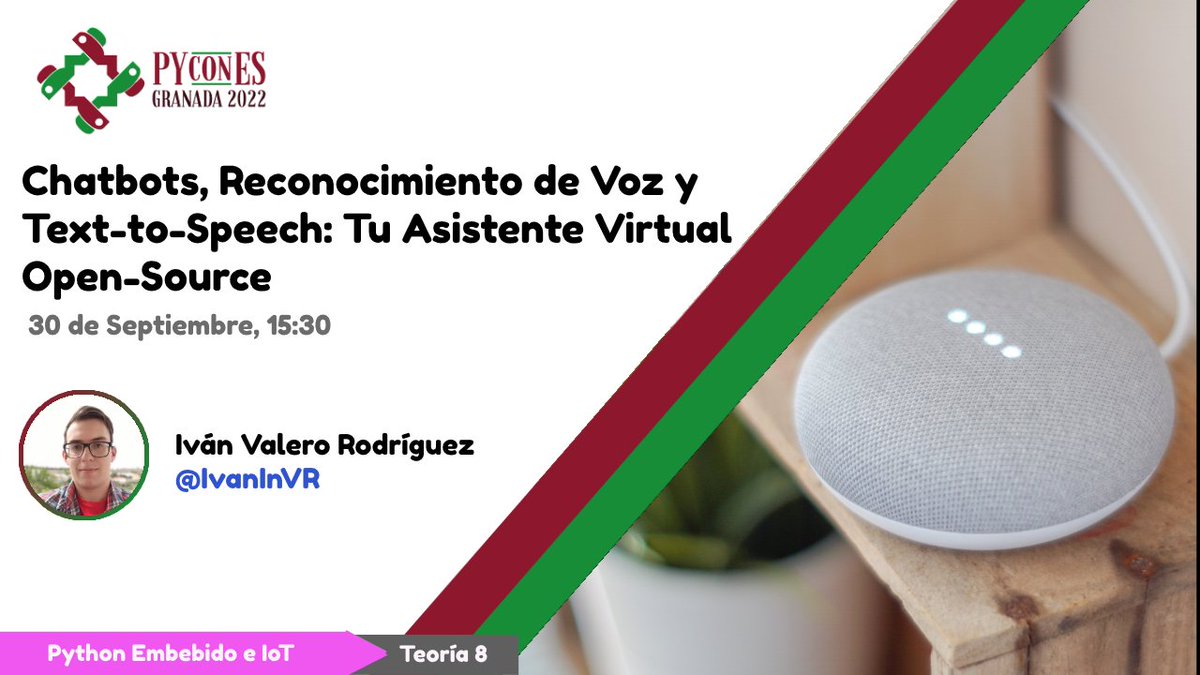 PYCONES
GRANADA 2022
Chatbots, Reconocimiento de Voz y
Text-to-Speech: Tu Asistente Virtual
Open-Source
30 de Septiembre, 15:30
Iván Valero Rodríguez
@IvanInVR
Python Embebido e IoT
Teoría 8